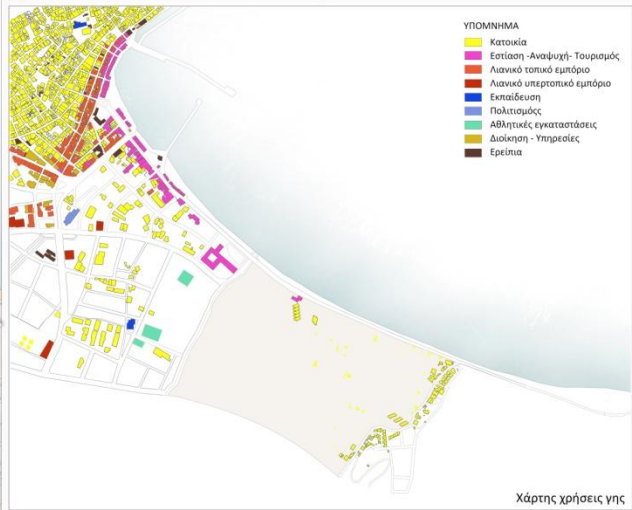 ΥΠΟΜΝΗΜΑ
Κατοικία
Εστίαση -Αναψυχή- Τουρισμός
Λιανικό τοπικό εμπόριο
Λιανικό υπερτοπικό εμπόριο
Εκπαίδευση
Πολιτισμόςς
Αθλητικές εγκαταστάσεις
Διοίκηση - Υπηρεσίες
Ερείπια
Χάρτης χρήσεις γης